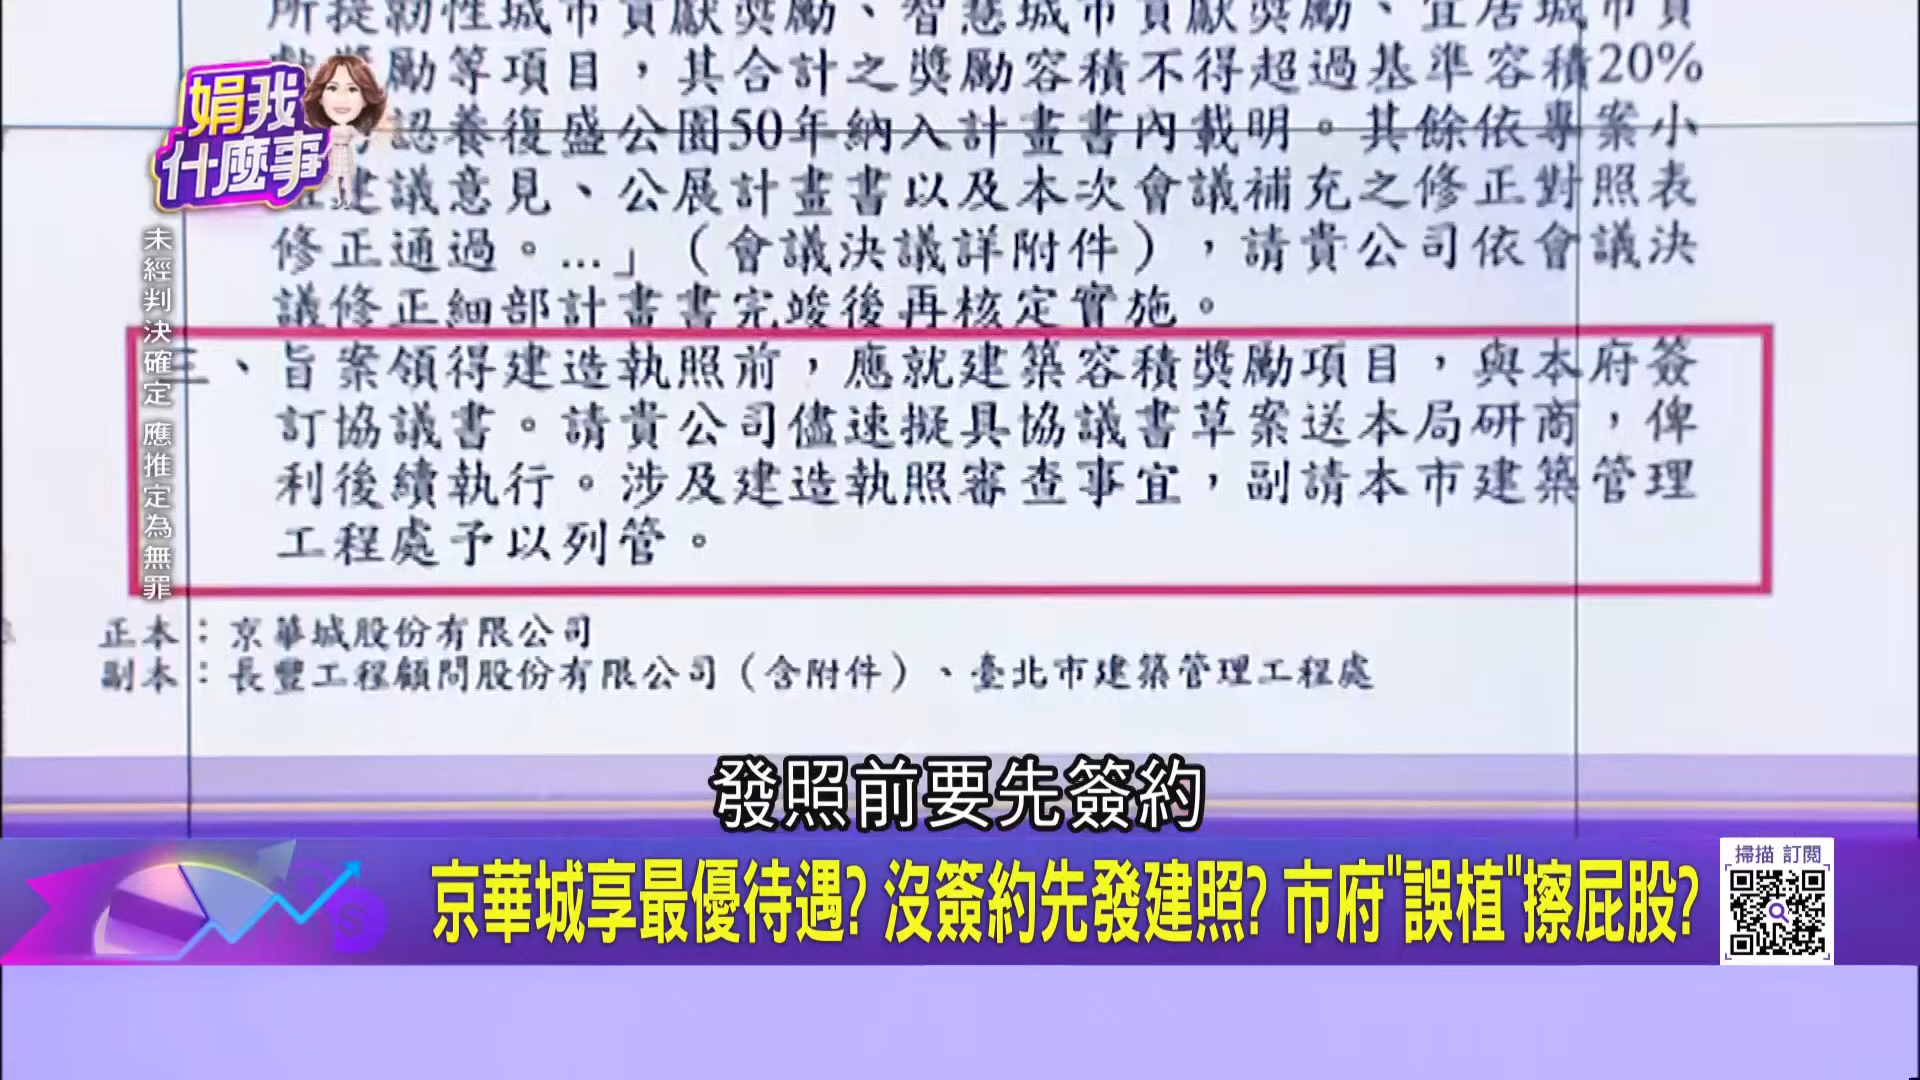 所提韌性城市貢獻獎勵、智慧城市貢獻獎勵、宜居城市貢
獎勵等項目，其合計之獎勵容積不得超過基準容積20%
認養復盛公園50年納入計畫書內載明。其餘依專案小
建議意見、公展計畫書以及本次會議補充之修正對照表
修正通過。...」（會議決議詳附件），請貴公司依會議決
議修正細部計畫書完竣後再核定實施。
三、旨案領得建造執照前，應就建築容積獎勵項目，與本府簽
訂協議書。請貴公司儘速擬具協議書草案送本局研商，俾
利後續執行。涉及建造執照審查事宜，副請本市建築管理
工程處予以列管。
正本：京華城股份有限公司
副本：長豐工程顧問股份有限公司（含附件）、臺北市建築管理工程處
娟我
什麼事
未經判決確定 應推定為無罪
發照前要先簽約
京華城享最優待遇? 沒簽約先發建照? 市府"誤植"擦屁股?
掃描 訂閱